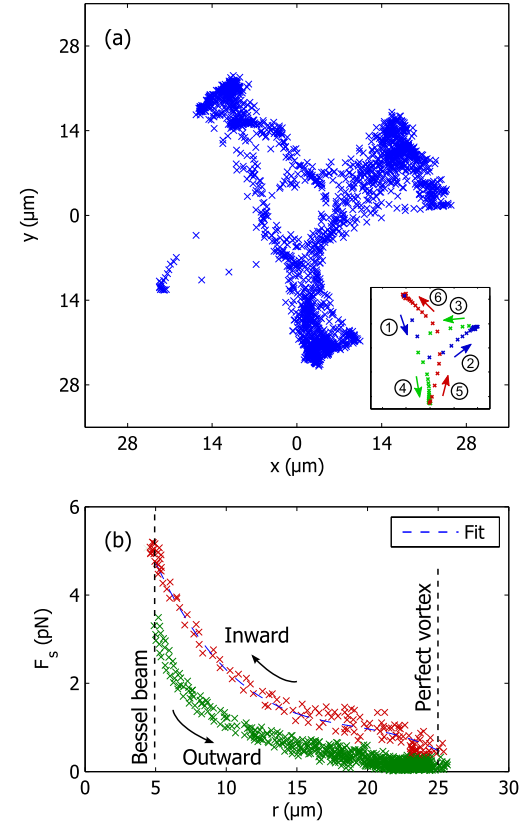 (a)
28
14
0
14
28
y (µm)
28
14
0
14
28
x (µm)
①
②
③
④
⑤
⑥
(b)
Fit
6
4
2
0
F s (pN)
Bessel beam
Inward
Outward
Perfect vortex
0
5
10
15
20
25
30
r (µm)